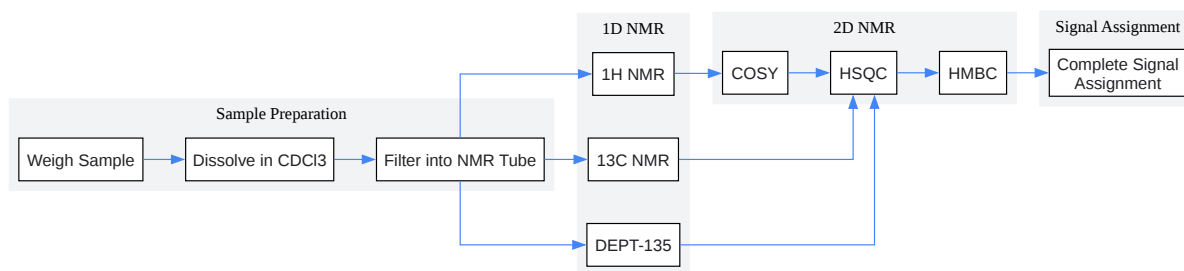 1D NMR
2D NMR
Signal Assignment
1H NMR
COSY
HSQC
HMBC
Complete Signal
Assignment
Sample Preparation
Weigh Sample
Dissolve in CDCl3
Filter into NMR Tube
13C NMR
DEPT-135